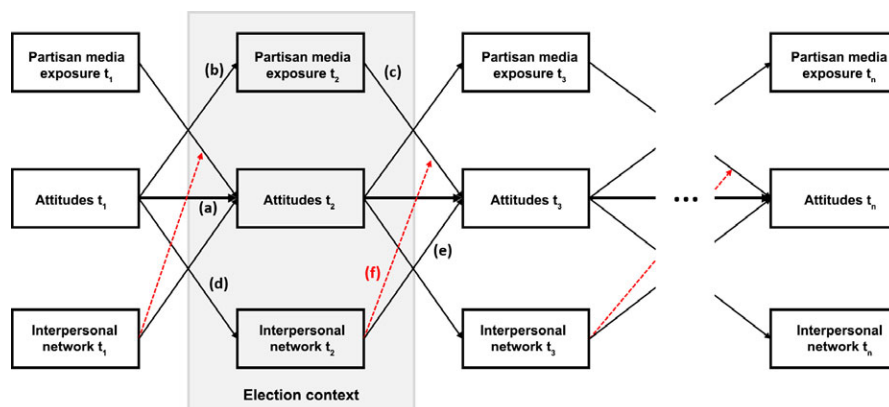 Partisan media
exposure t1
Partisan media
exposure t2
Partisan media
exposure t3
Partisan media
exposure tn
(b)
(c)
Attitudes t1
(a)
Attitudes t2
Attitudes t3
...
Attitudes tn
(d)
(f)
(e)
Interpersonal
network t1
Interpersonal
network t2
Interpersonal
network t3
Interpersonal
network tn
Election context